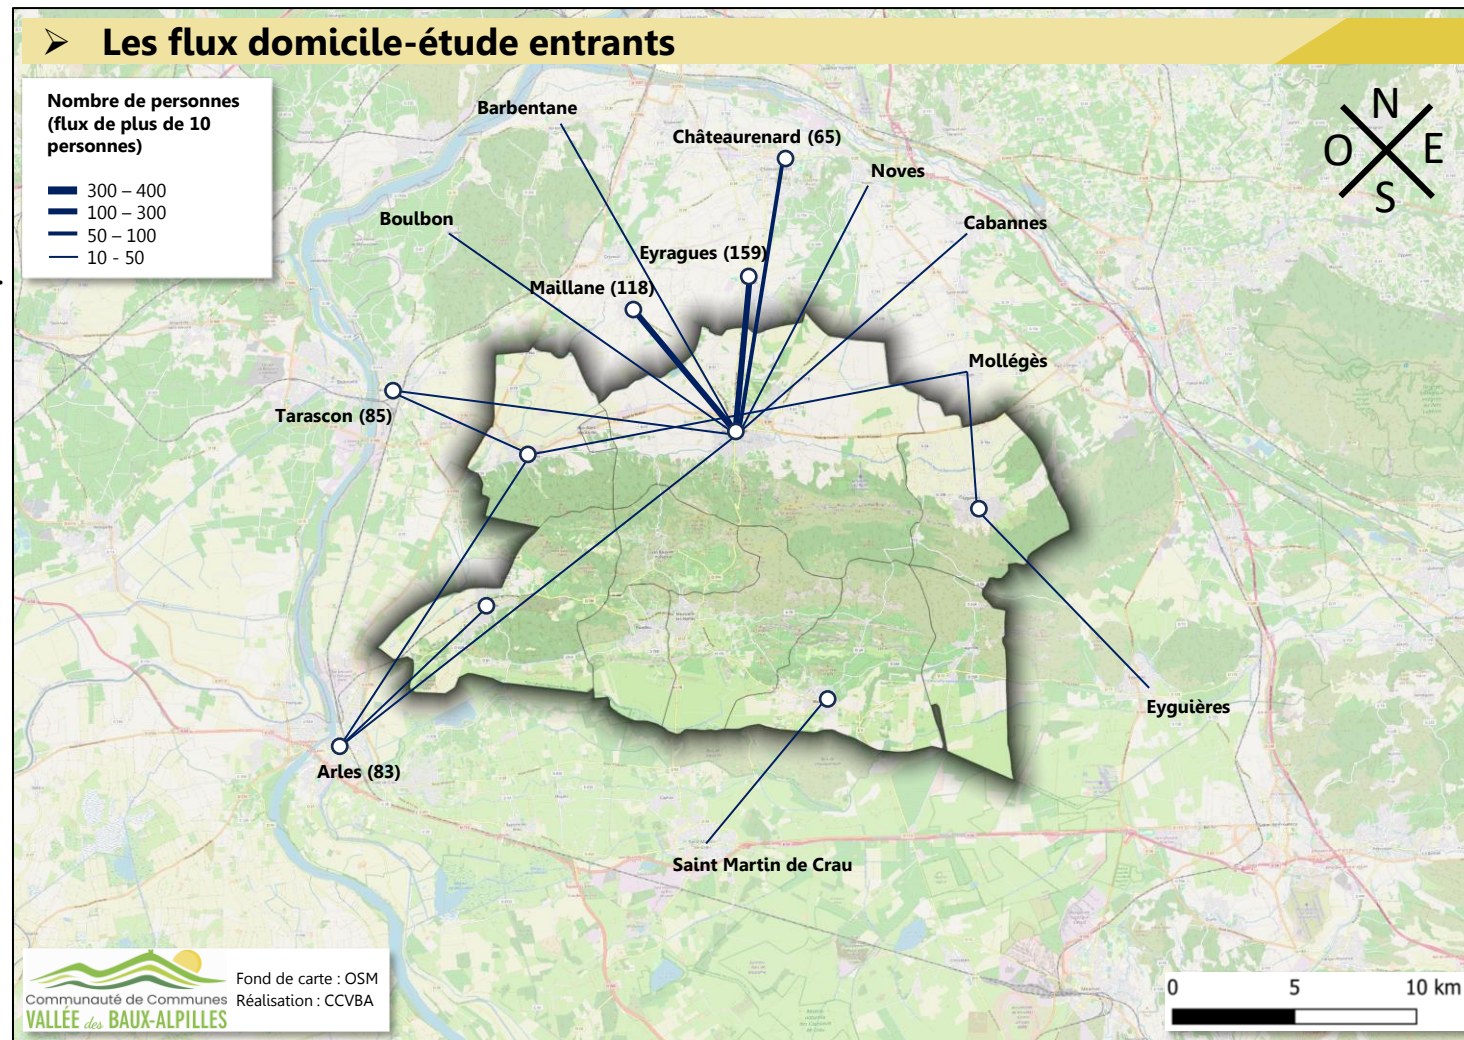 ➢ Les flux domicile-étude entrants
Nombre de personnes
(flux de plus de 10
personnes)
300 – 400
100 – 300
50 – 100
10 - 50
N
O E
S
Barbentane
Châteaurenard (65)
Noves
Boulbon
Cabannes
Eyragues (159)
Maillane (118)
Mollégès
Tarascon (85)
Eyguières
Arles (83)
Saint Martin de Crau
Communauté de Communes
VALLÉE des BAUX-ALPILLES
Fond de carte : OSM
Réalisation : CCVBA
0 5 10 km